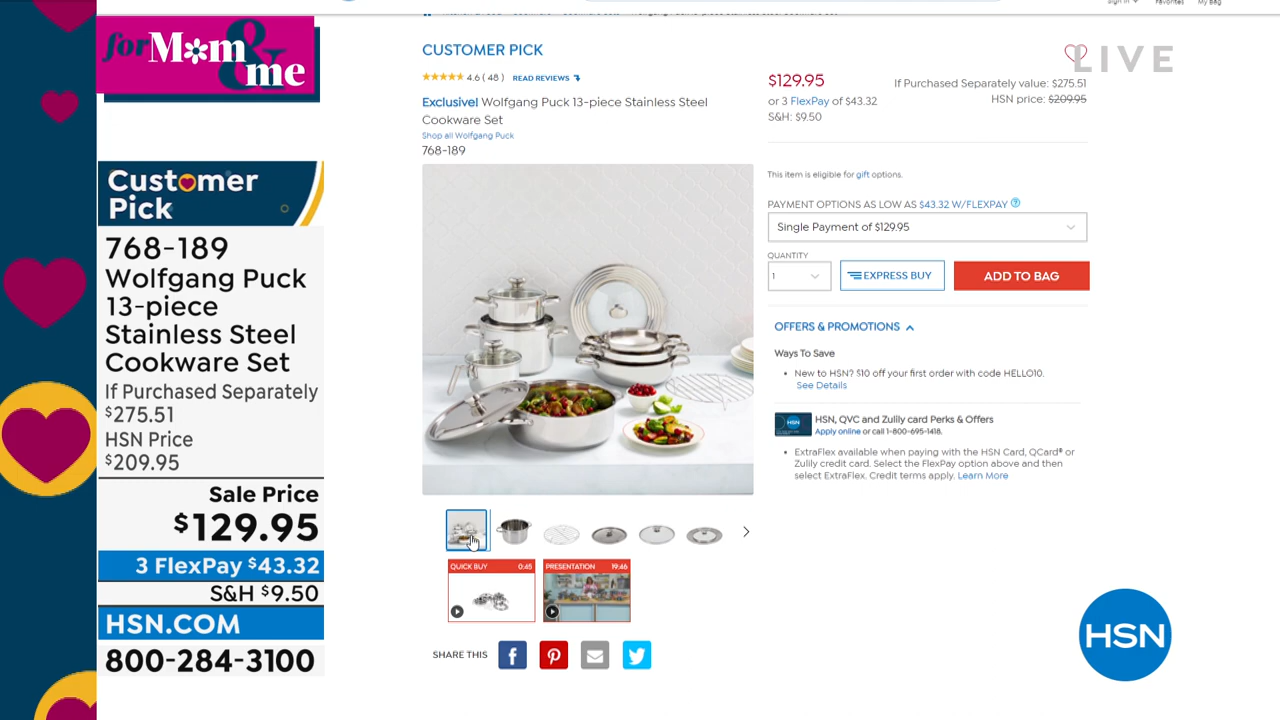 for Mom
& me
Customer
Pick
768-189
Wolfgang Puck
13-piece
Stainless Steel
Cookware Set
If Purchased Separately
$275.51
HSN Price
$209.95
Sale Price
$129.95
3 FlexPay $43.32
S&H $9.50
HSN.COM
800-284-3100
Sign in
Favorites
My Bag
CUSTOMER PICK
4.6 ( 48 ) READ REVIEWS
Exclusive! Wolfgang Puck 13-piece Stainless Steel
Cookware Set
Shop all Wolfgang Puck
768-189
QUICK BUY 0:45
PRESENTATION 19:46
SHARE THIS
LIVE
$129.95
or 3 FlexPay of $43.32
S&H: $9.50
If Purchased Separately value: $275.51
HSN price: $209.95
This item is eligible for gift options.
PAYMENT OPTIONS AS LOW AS $43.32 W/FLEXPAY
Single Payment of $129.95
QUANTITY
1
EXPRESS BUY
ADD TO BAG
OFFERS & PROMOTIONS
Ways To Save
New to HSN? $10 off your first order with code HELLO10.
See Details
HSN
HSN, QVC and Zulily card Perks & Offers
Apply online or call 1-800-695-1418.
ExtraFlex available when paying with the HSN Card, QCard® or
Zulily credit card. Select the FlexPay option above and then
select ExtraFlex. Credit terms apply. Learn More
HSN